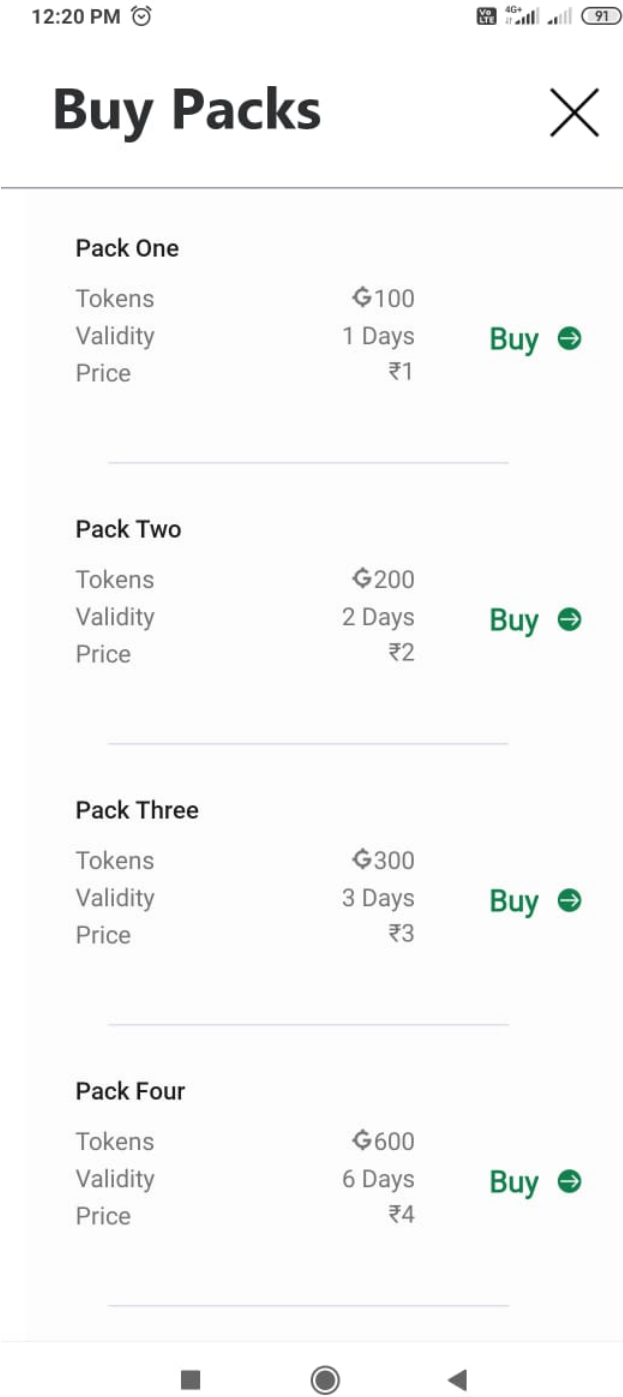 12:20 PM
Vo LTE 4G+ 91
Buy Packs
Pack One
Tokens ₲100
Validity 1 Days
Buy
Price ₹1
Pack Two
Tokens ₲200
Validity 2 Days
Buy
Price ₹2
Pack Three
Tokens ₲300
Validity 3 Days
Buy
Price ₹3
Pack Four
Tokens ₲600
Validity 6 Days
Buy
Price ₹4